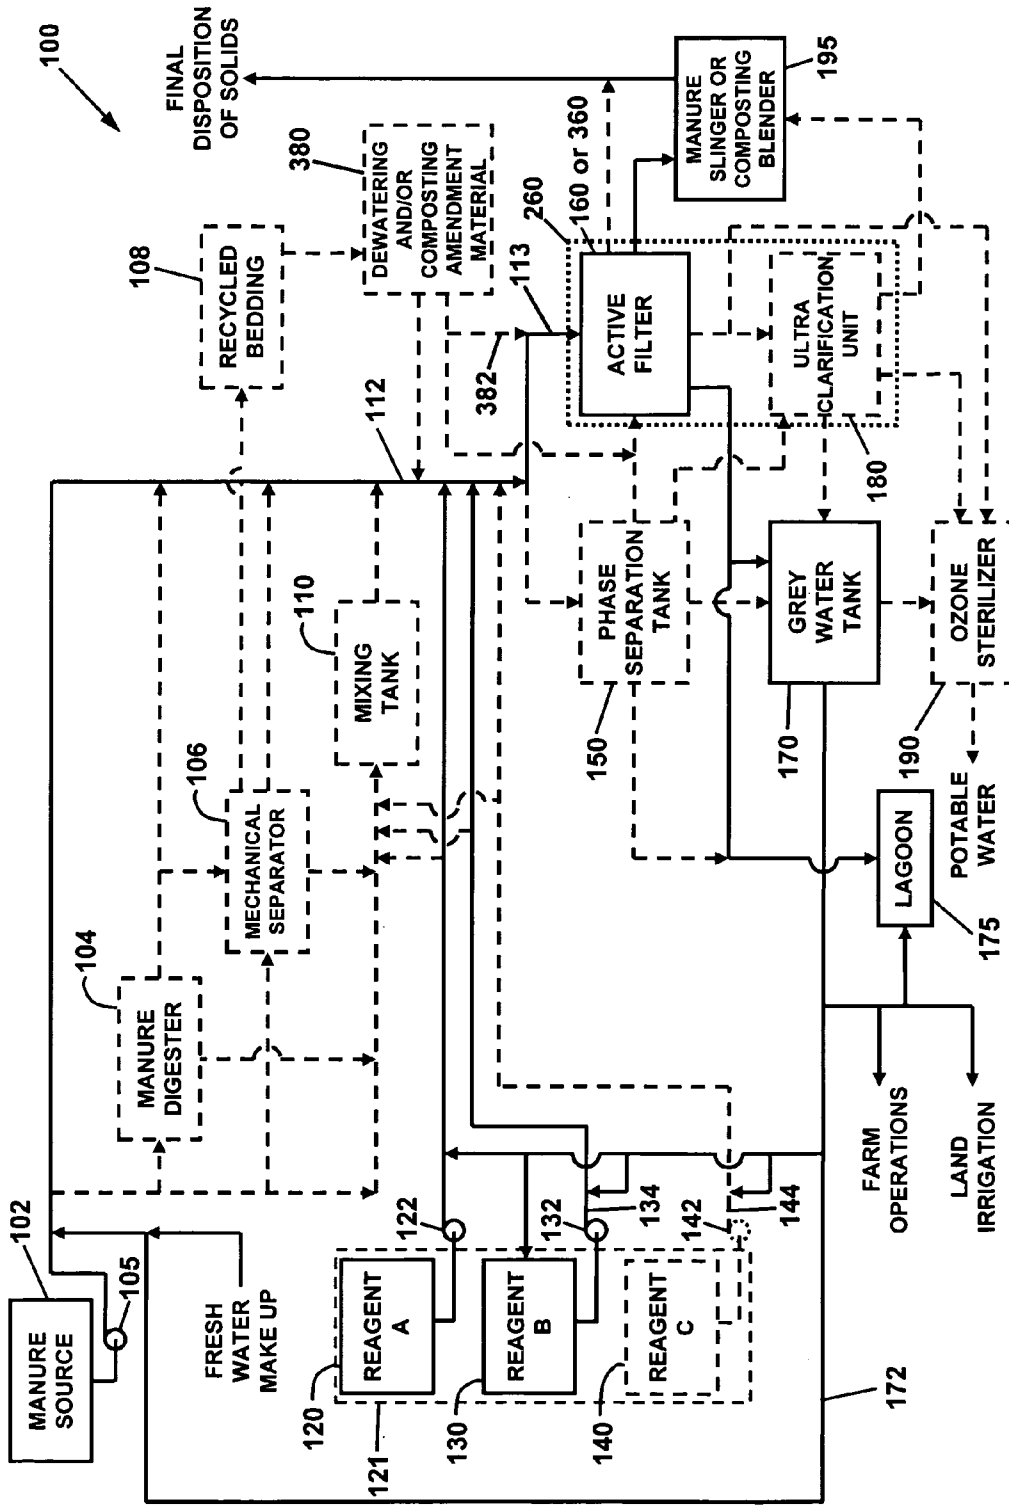 100
102
MANURE
SOURCE
105
FRESH
WATER
MAKE UP
104
MANURE
DIGESTER
106
MECHANICAL
SEPARATOR
108
RECYCLED
BEDDING
FINAL
DISPOSITION
OF SOLIDS
110
MIXING
TANK
112
380
DEWATERING
AND/OR
COMPOSTING
AMENDMENT
MATERIAL
382
113
120
121
REAGENT
A
122
130
REAGENT
B
132
134
140
REAGENT
C
142
144
150
PHASE
SEPARATION
TANK
260
160 or 360
ACTIVE
FILTER
195
MANURE
SLINGER OR
COMPOSTING
BLENDER
170
GREY
WATER
TANK
180
ULTRA
CLARIFICATION
UNIT
190
OZONE
STERILIZER
POTABLE
WATER
LAGOON
175
FARM
OPERATIONS
LAND
IRRIGATION
172